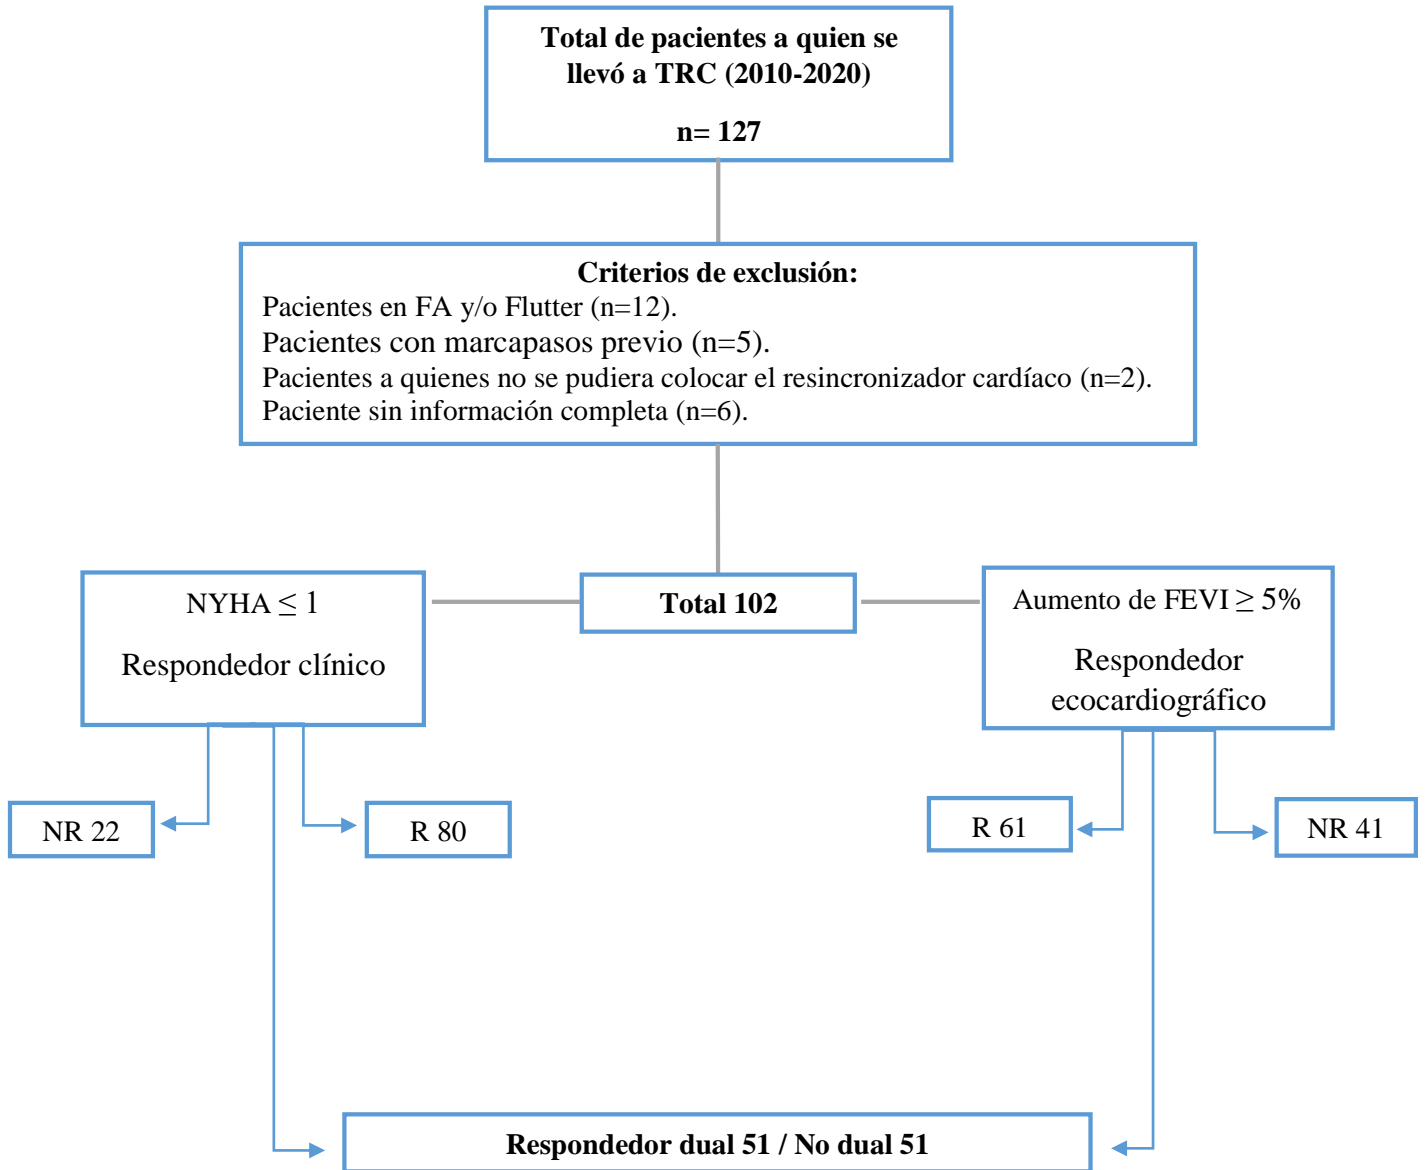 Total de pacientes a quien se
llevó a TRC (2010-2020)
n= 127
Criterios de exclusión:
Pacientes en FA y/o Flutter (n=12).
Pacientes con marcapasos previo (n=5).
Pacientes a quienes no se pudiera colocar el resincronizador cardíaco (n=2).
Paciente sin información completa (n=6).
NYHA ≤ 1
Respondedor clínico
Total 102
Aumento de FEVI ≥ 5%
Respondedor
ecocardiográfico
NR 22
R 80
R 61
NR 41
Respondedor dual 51 / No dual 51